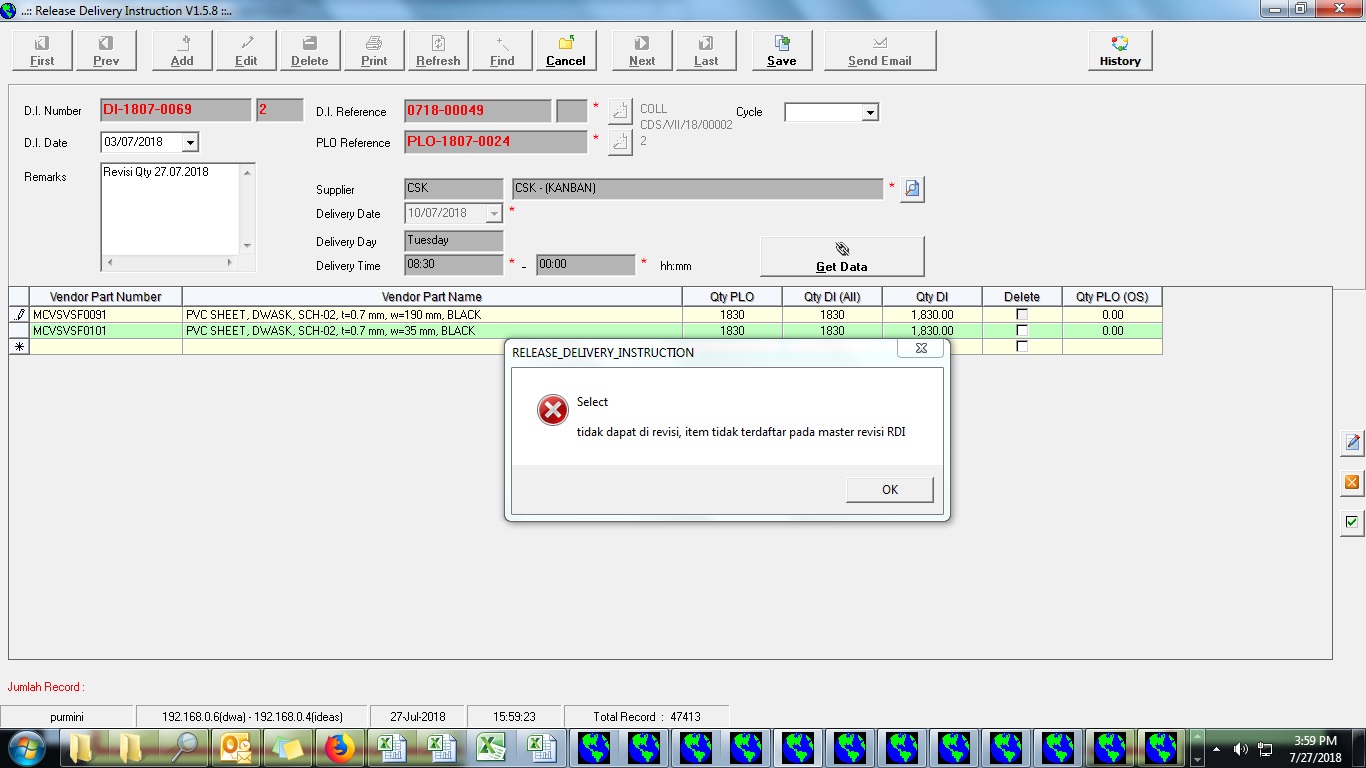 ..:: Release Delivery Instruction V1.5.8 ::..
First Prev Add Edit Delete Print Refresh Find Cancel Next Last Save Send Email History
D.I. Number DI-1807-0069 2 D.I. Reference 0718-00049 * COLL Cycle
CDS/VII/18/00002
D.I. Date 03/07/2018 PLO Reference PLO-1807-0024 * 2
Remarks Revisi Qty 27.07.2018
Supplier CSK CSK - (KANBAN) *
Delivery Date 10/07/2018 *
Delivery Day Tuesday
Delivery Time 08:30 * - 00:00 * hh:mm
Get Data
Vendor Part Number Vendor Part Name Qty PLO Qty DI (All) Qty DI Delete Qty PLO (OS)
MCVSVSF0091 PVC SHEET, DWASK, SCH-02, t=0.7 mm, w=190 mm, BLACK 1830 1830 1,830.00 0.00
MCVSVSF0101 PVC SHEET, DWASK, SCH-02, t=0.7 mm, w=35 mm, BLACK 1830 1830 1,830.00 0.00
RELEASE_DELIVERY_INSTRUCTION
Select
tidak dapat di revisi, item tidak terdaftar pada master revisi RDI
OK
Jumlah Record :
purmini 192.168.0.6(dwa) - 192.168.0.4(ideas) 27-Jul-2018 15:59:23 Total Record : 47413
3:59 PM
7/27/2018